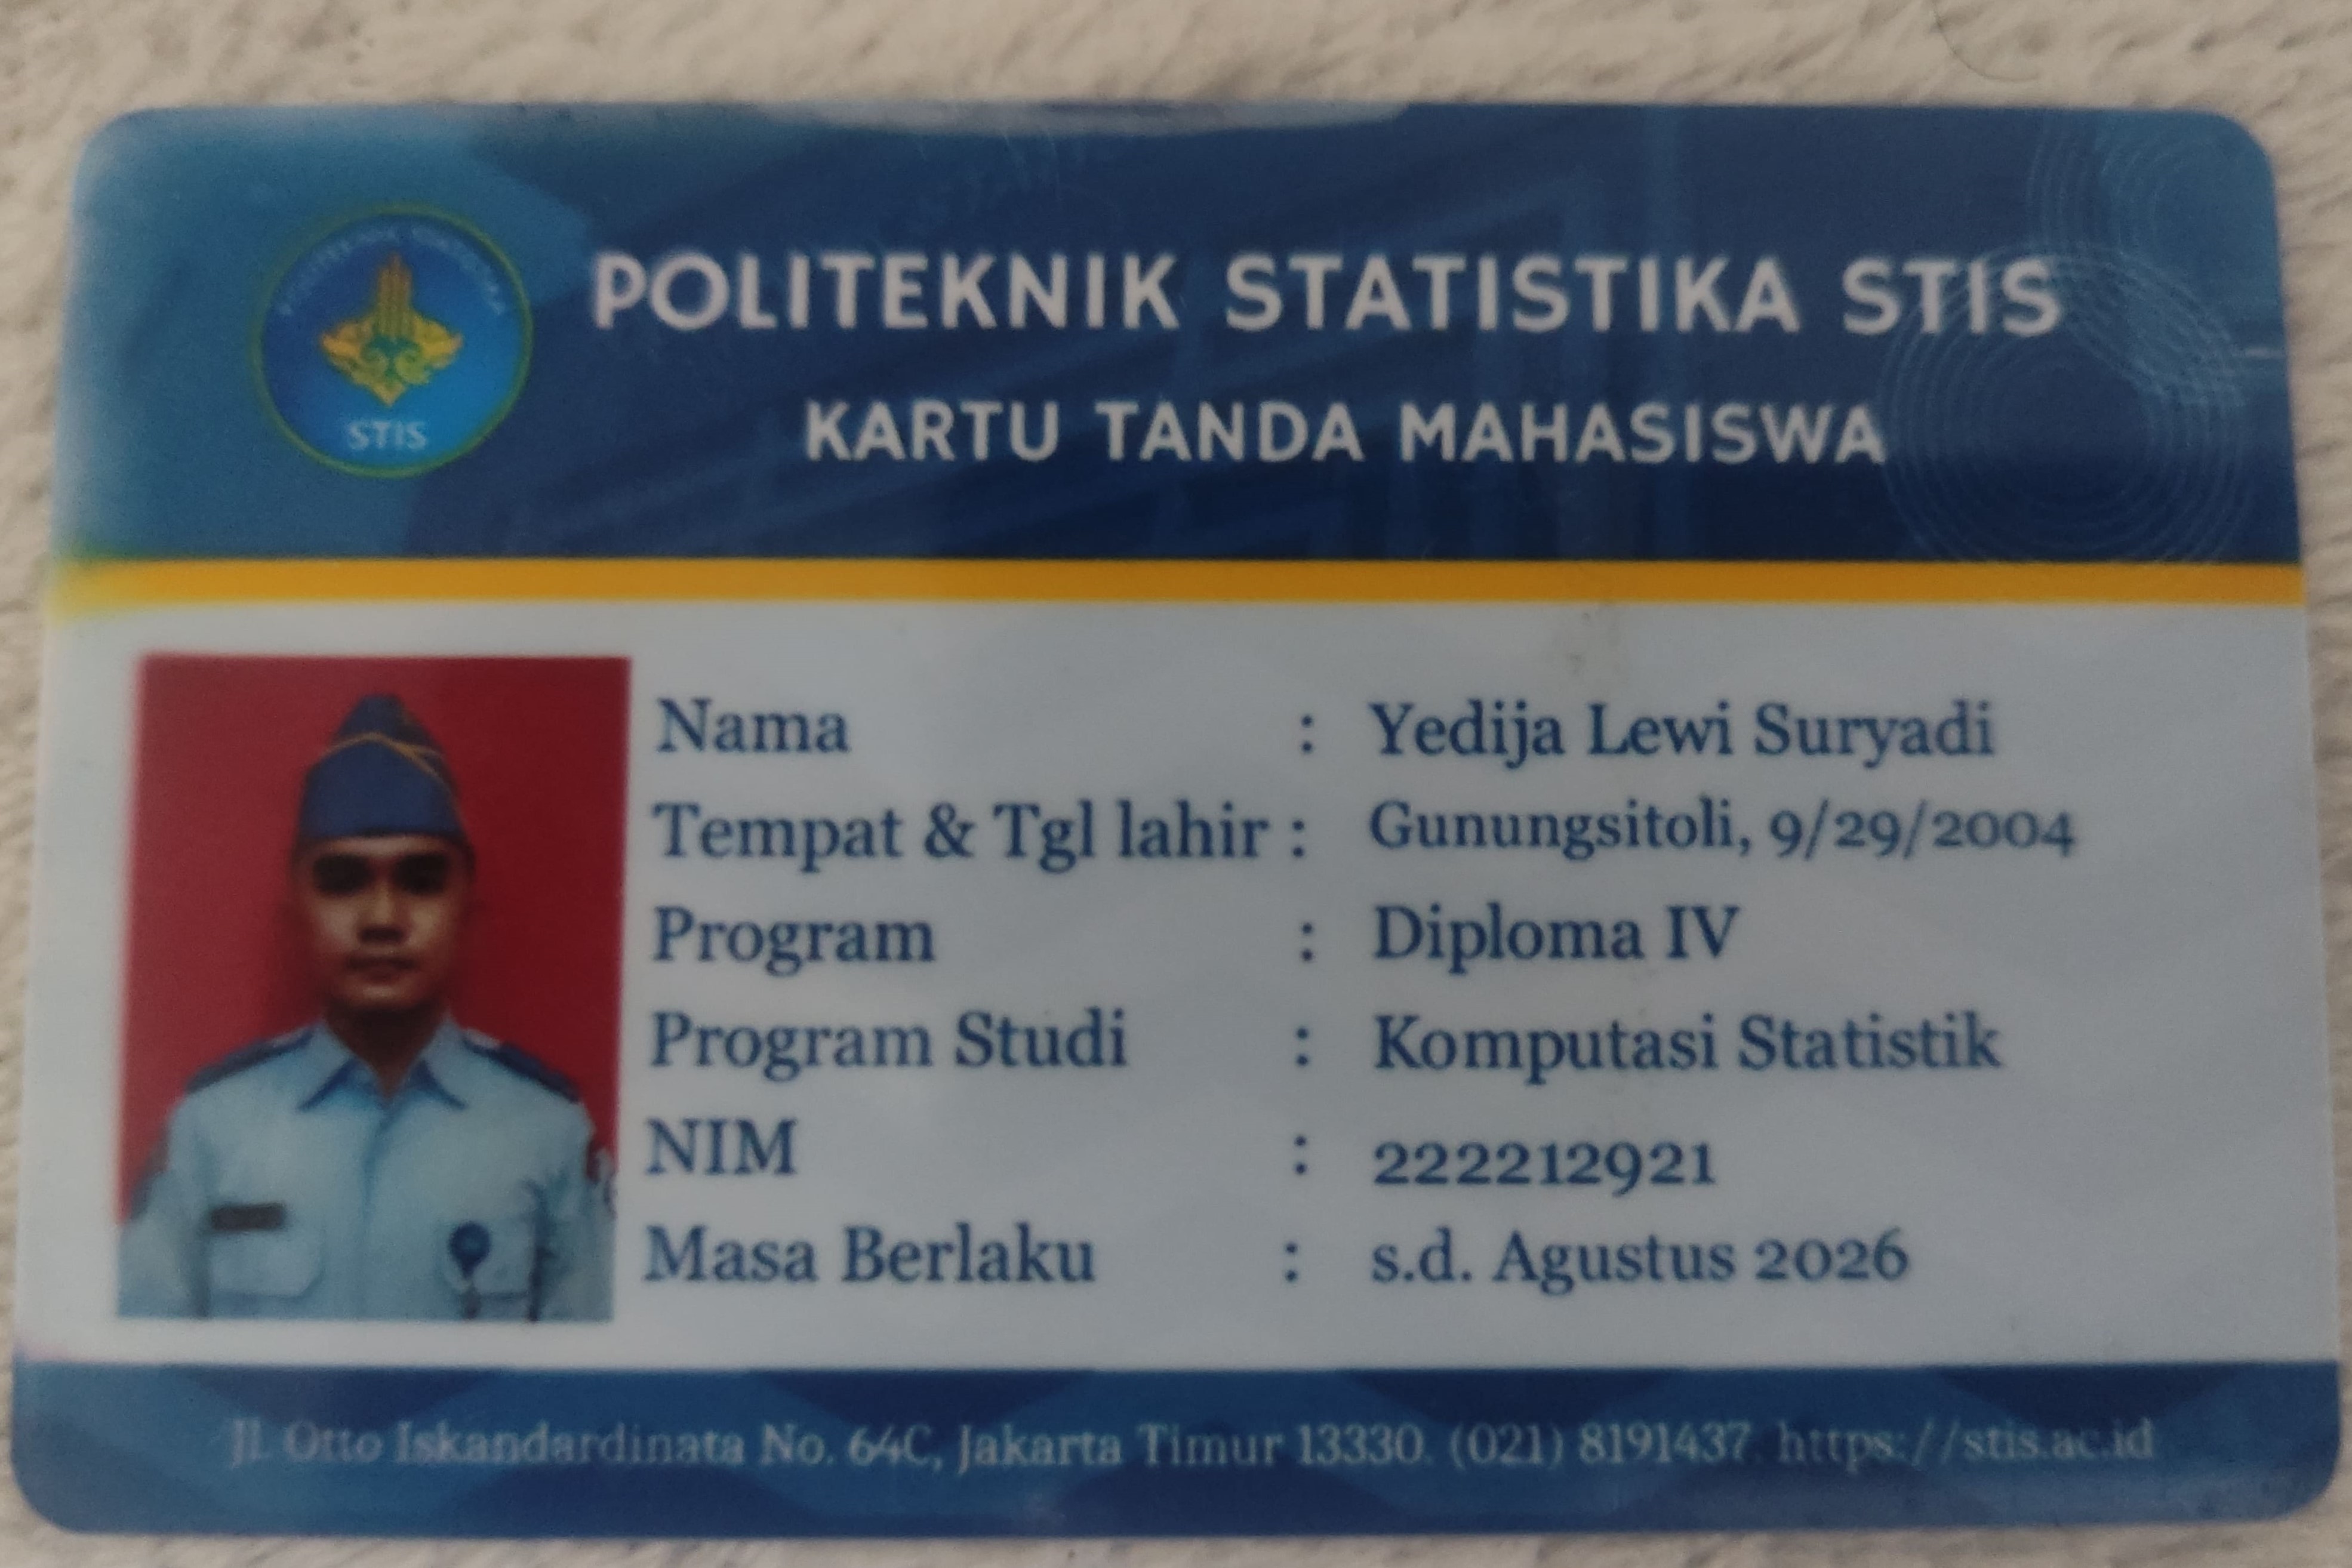 POLITEKNIK STATISTIKA STIS
KARTU TANDA MAHASISWA
STIS
Nama : Yedija Lewi Suryadi
Tempat & Tgl lahir : Gunungsitoli, 9/29/2004
Program : Diploma IV
Program Studi : Komputasi Statistik
NIM : 222212921
Masa Berlaku : s.d. Agustus 2026
Jl. Otto Iskandardinata No. 64C, Jakarta Timur 13330. (021) 8191437. https://stis.ac.id